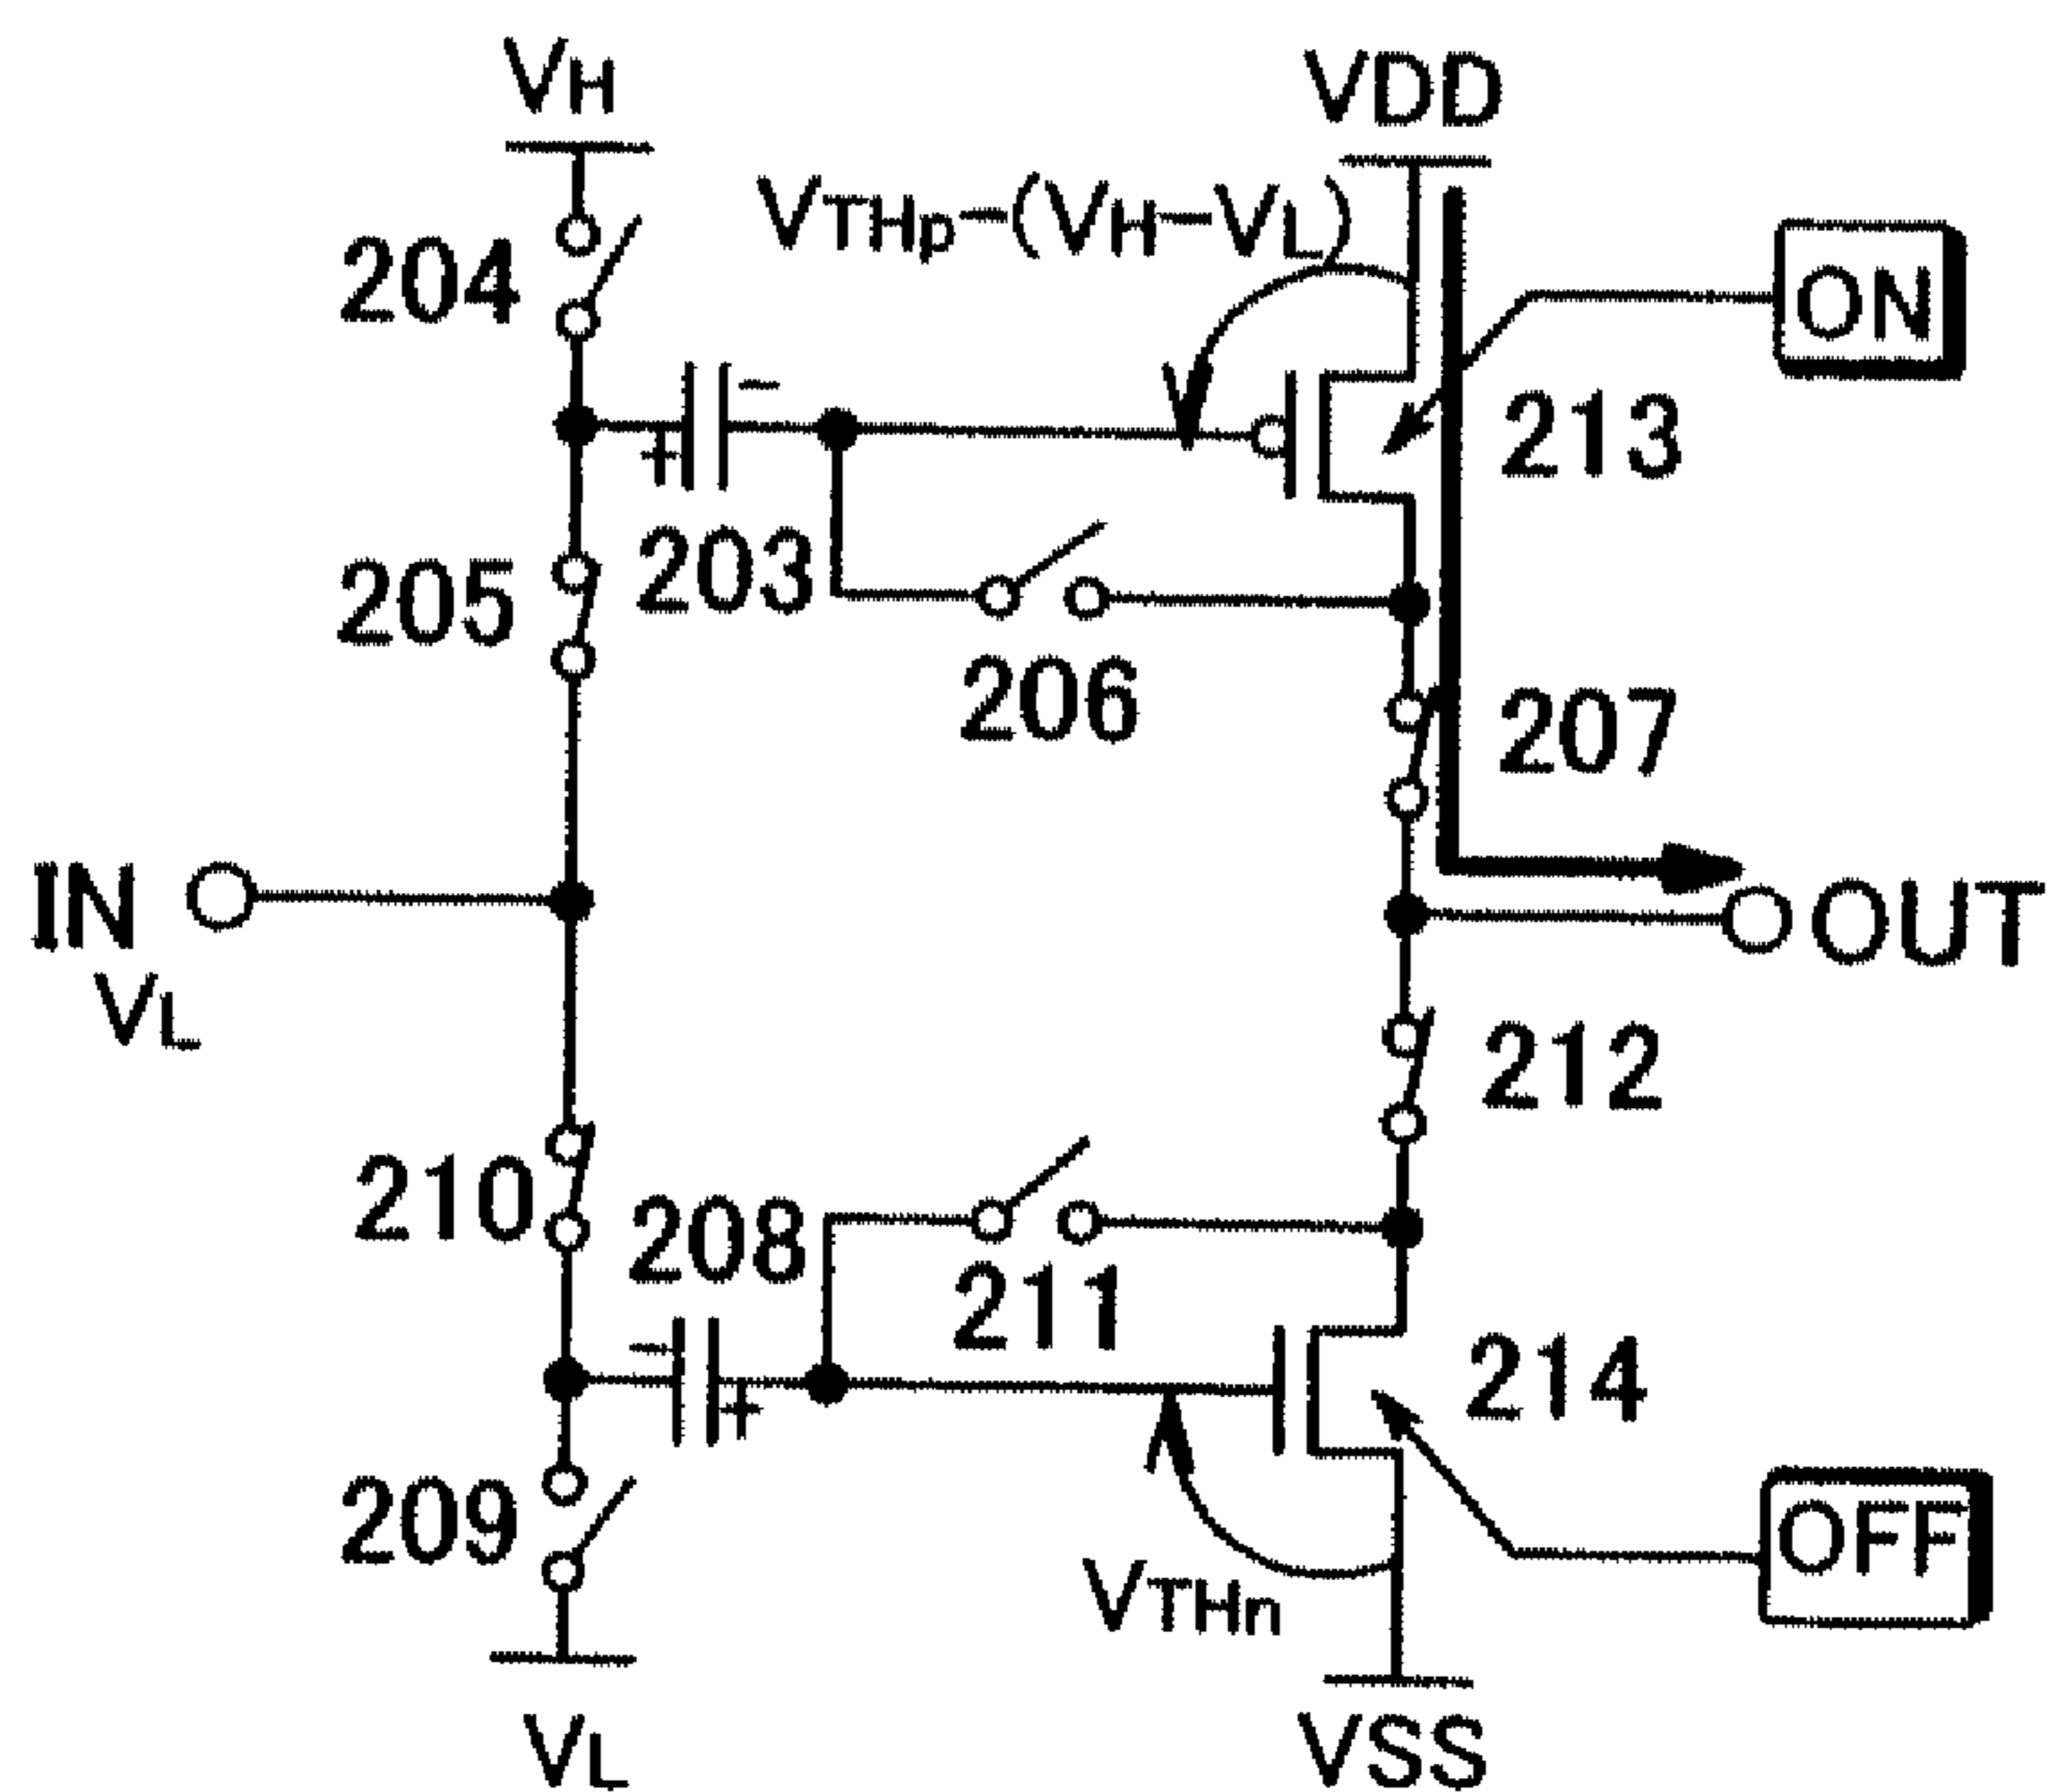 VH
VDD
VTHp-(VH-VL)
ON
204
213
203
205
206
207
IN
VL
OUT
212
210
208
211
214
209
OFF
VTHn
VL
VSS